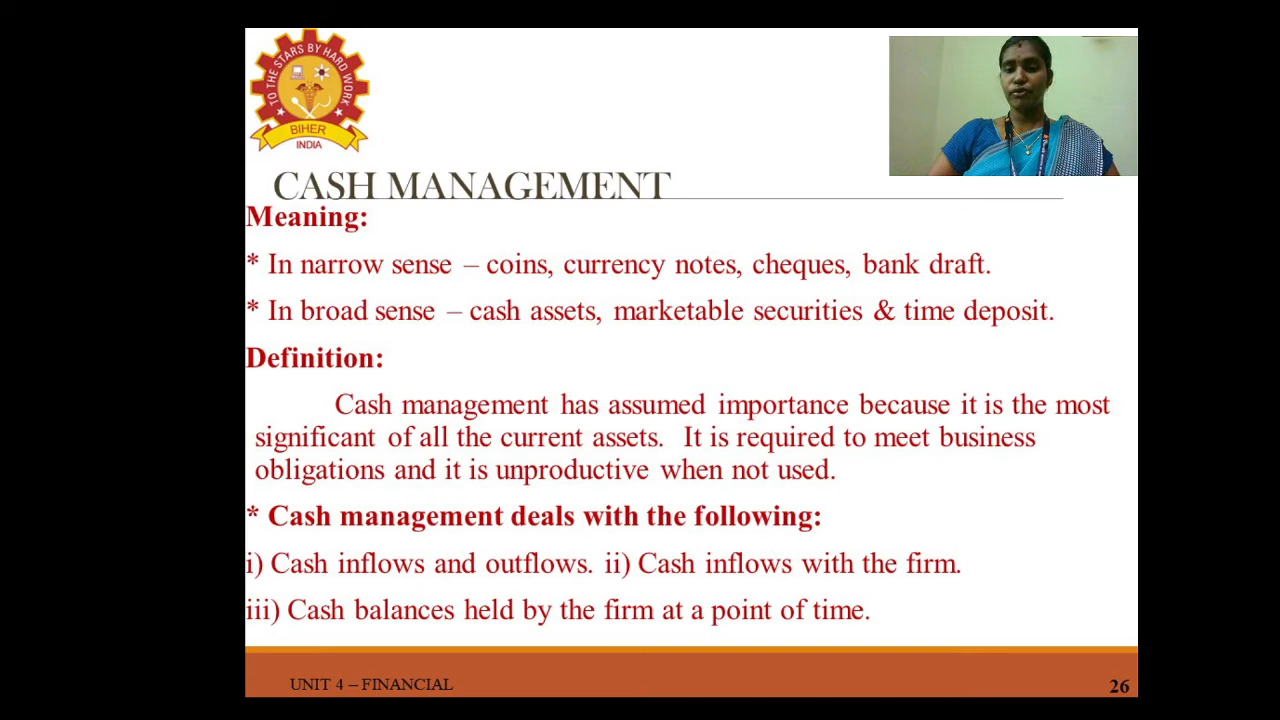 TO THE STARS BY HARD WORK
BIHER
INDIA
CASH MANAGEMENT
Meaning:
* In narrow sense – coins, currency notes, cheques, bank draft.
* In broad sense – cash assets, marketable securities & time deposit.
Definition:
Cash management has assumed importance because it is the most
significant of all the current assets. It is required to meet business
obligations and it is unproductive when not used.
* Cash management deals with the following:
i) Cash inflows and outflows. ii) Cash inflows with the firm.
iii) Cash balances held by the firm at a point of time.
UNIT 4 – FINANCIAL
26